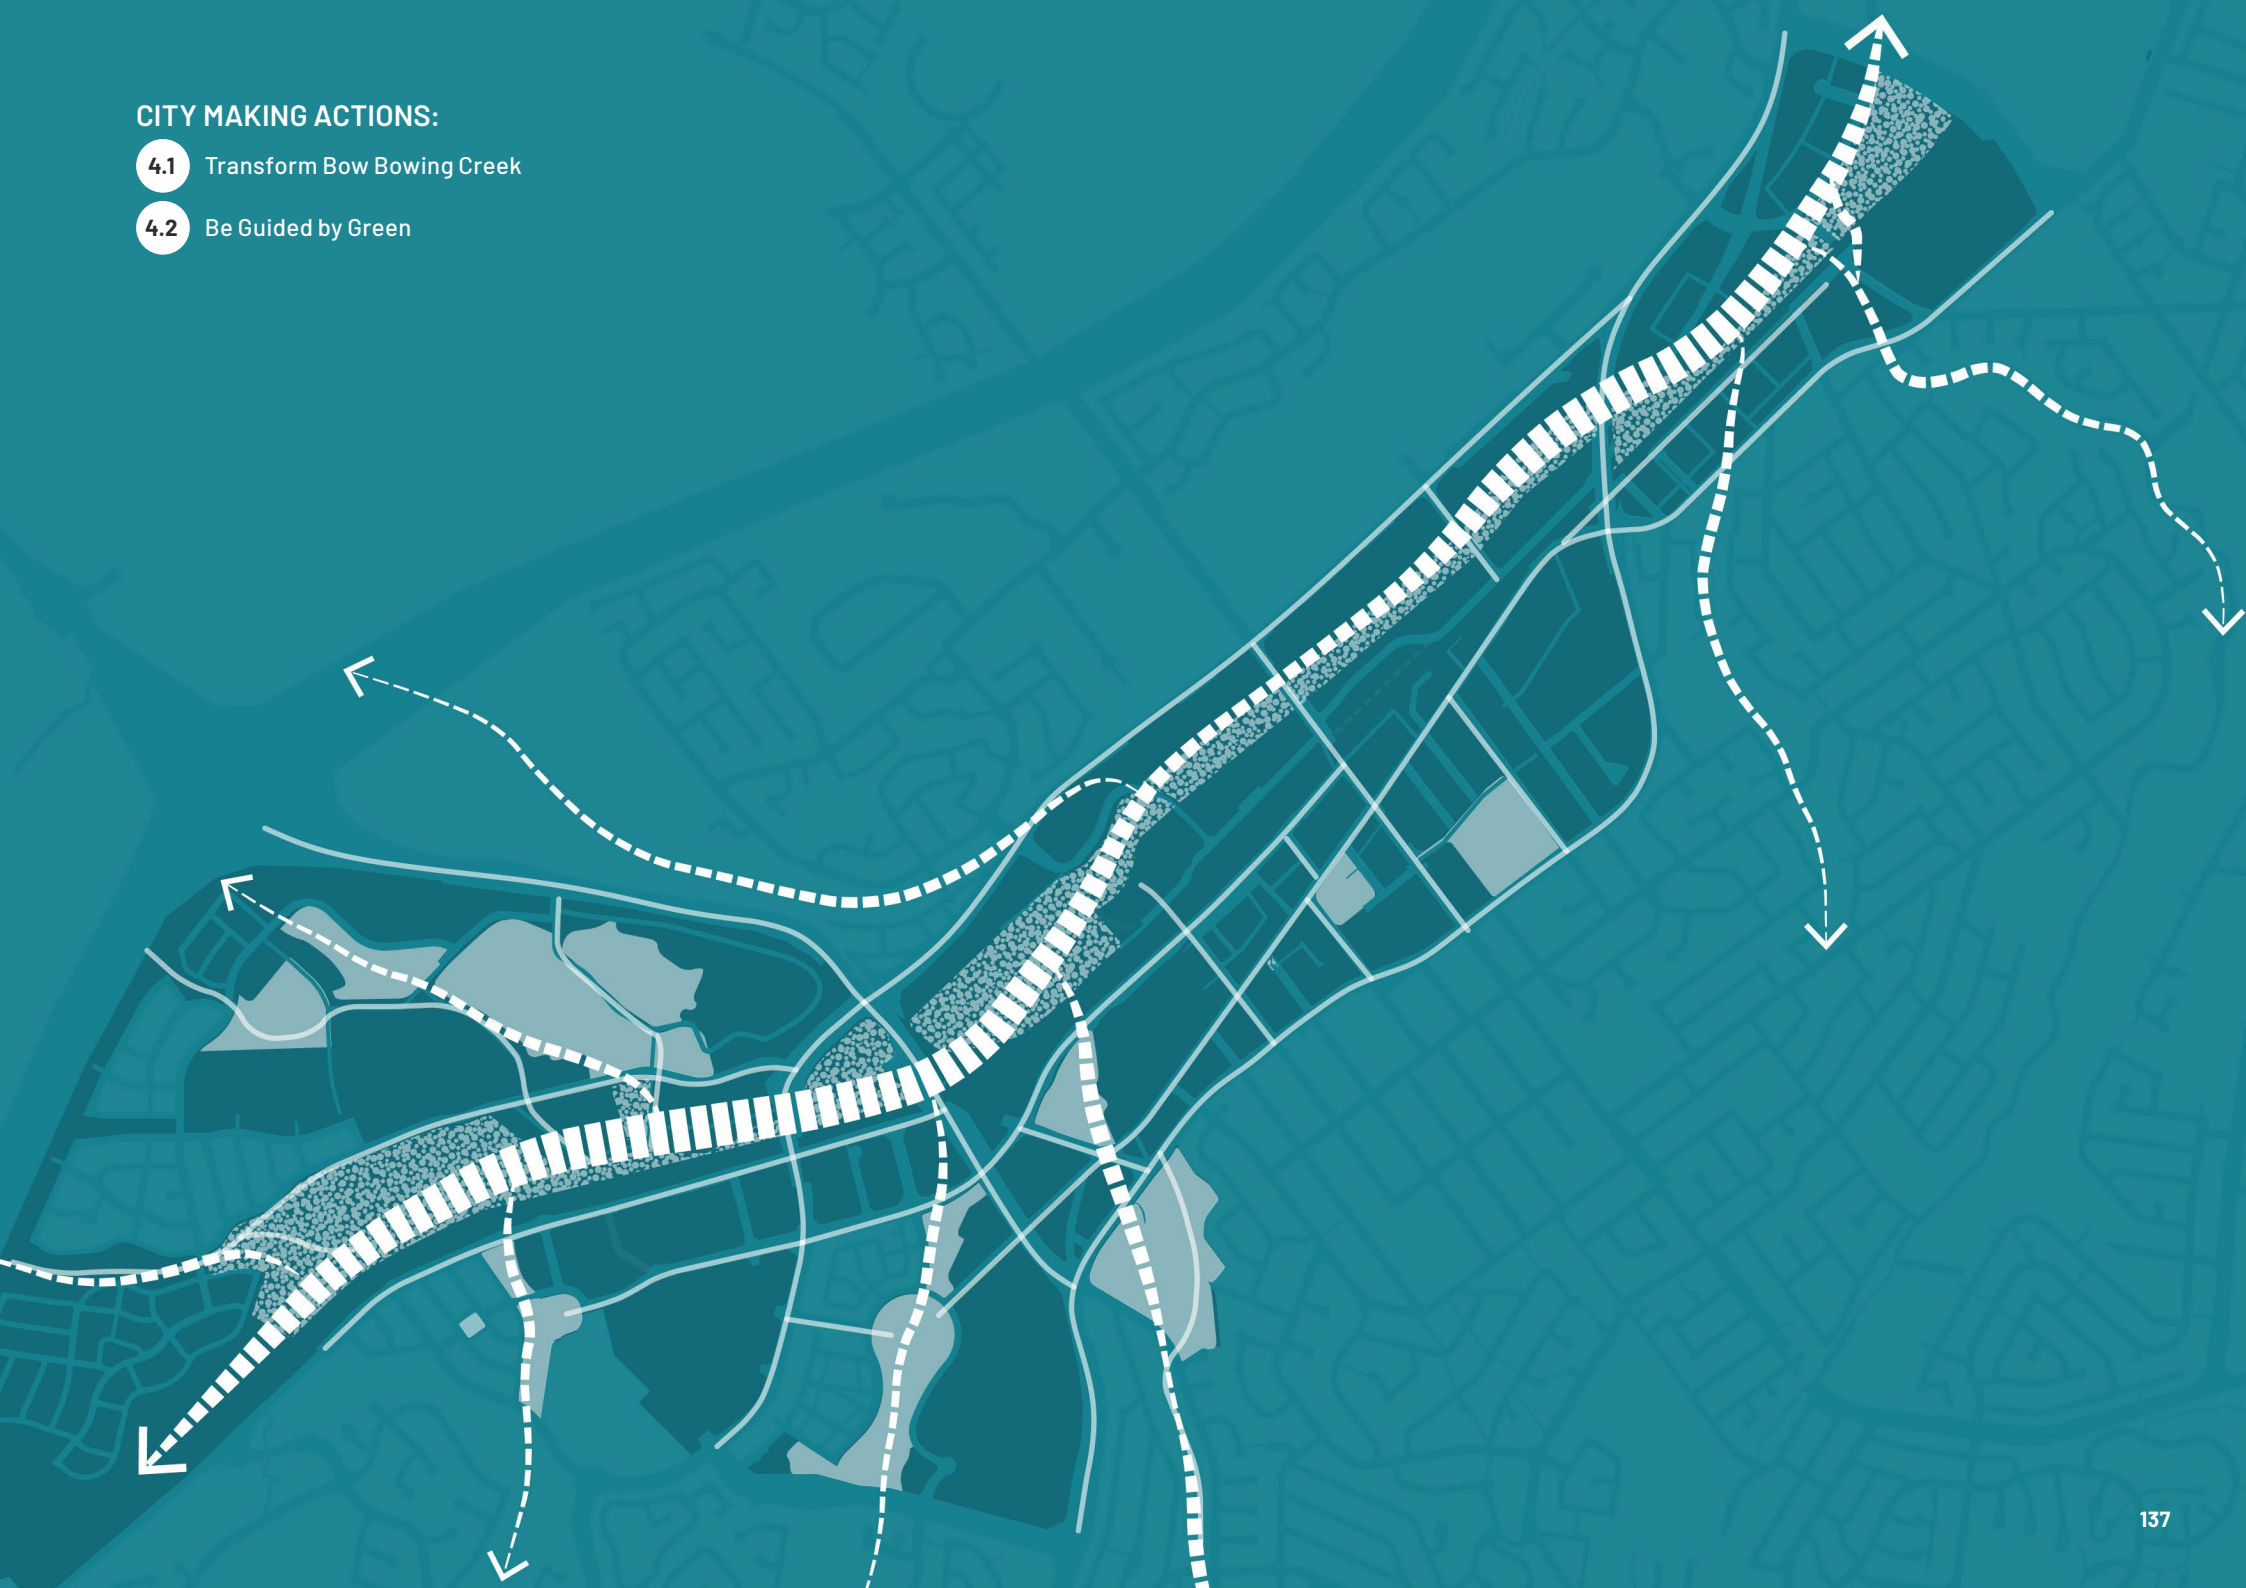 CITY MAKING ACTIONS:
4.1 Transform Bow Bowing Creek
4.2 Be Guided by Green
137